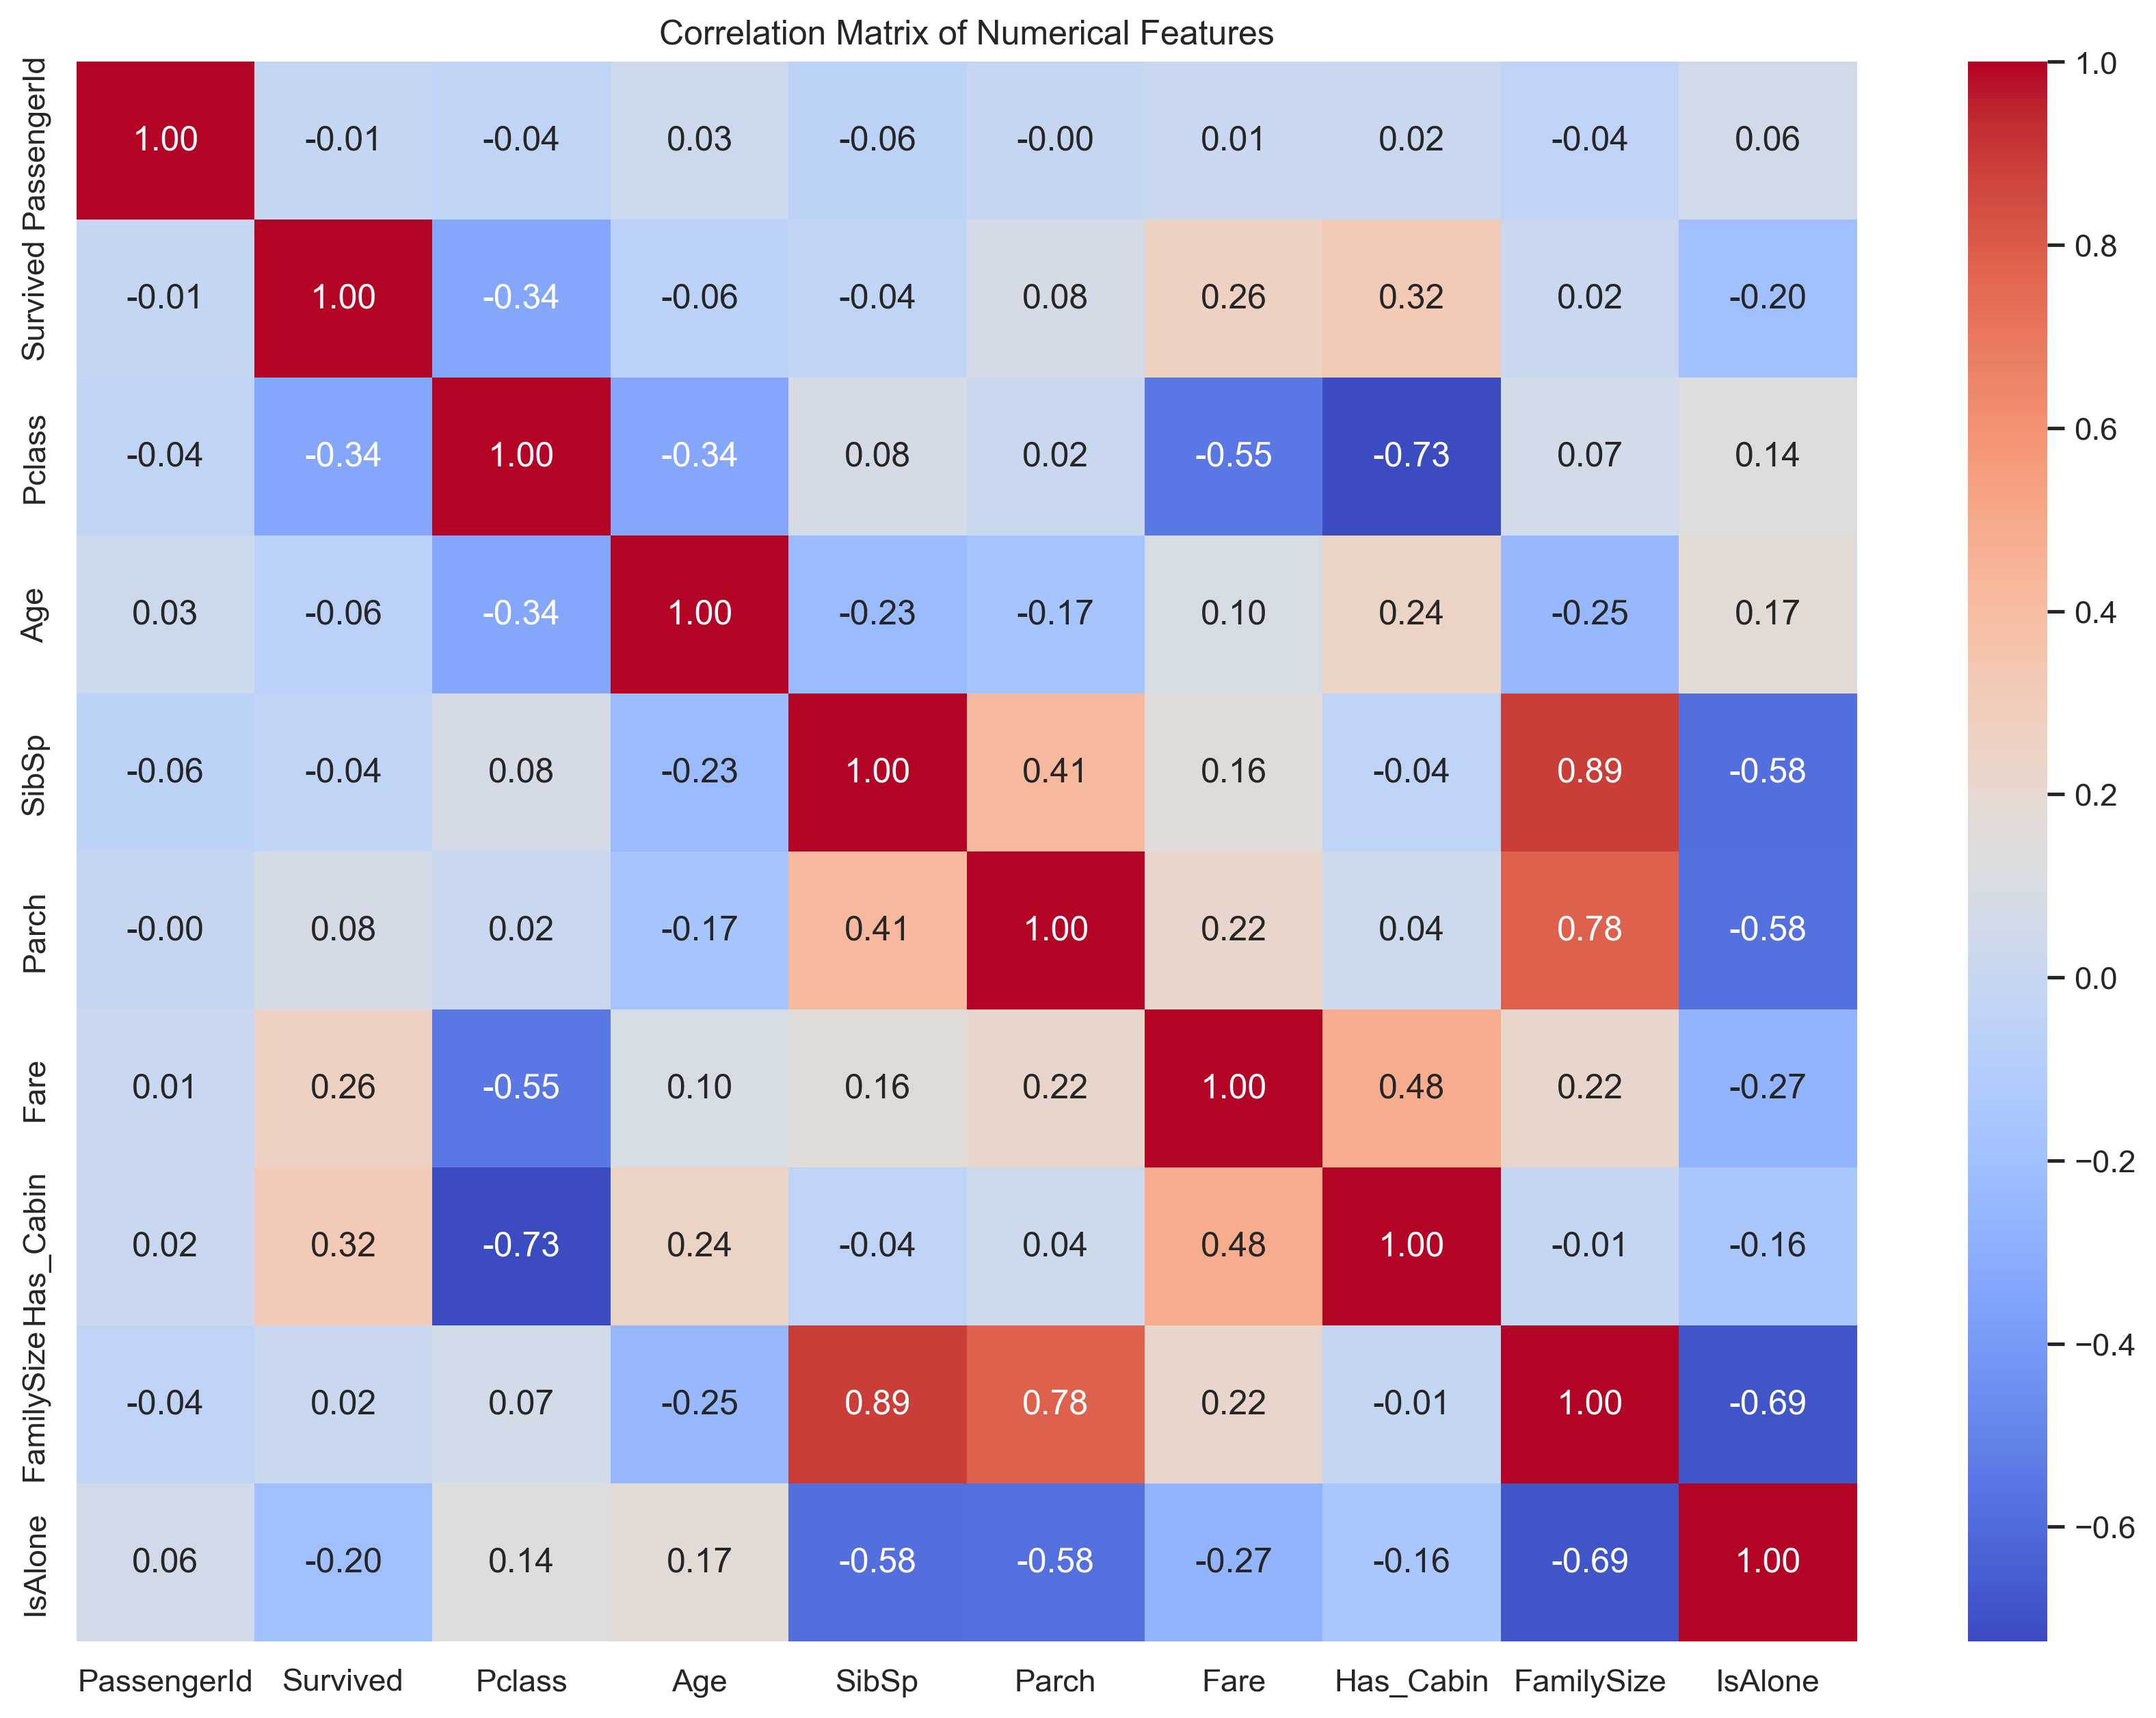 Correlation Matrix of Numerical Features
PassengerId 1.00 -0.01 -0.04 0.03 -0.06 -0.00 0.01 0.02 -0.04 0.06
Survived -0.01 1.00 -0.34 -0.06 -0.04 0.08 0.26 0.32 0.02 -0.20
Pclass -0.04 -0.34 1.00 -0.34 0.08 0.02 -0.55 -0.73 0.07 0.14
Age 0.03 -0.06 -0.34 1.00 -0.23 -0.17 0.10 0.24 -0.25 0.17
SibSp -0.06 -0.04 0.08 -0.23 1.00 0.41 0.16 -0.04 0.89 -0.58
Parch -0.00 0.08 0.02 -0.17 0.41 1.00 0.22 0.04 0.78 -0.58
Fare 0.01 0.26 -0.55 0.10 0.16 0.22 1.00 0.48 0.22 -0.27
Has_Cabin 0.02 0.32 -0.73 0.24 -0.04 0.04 0.48 1.00 -0.01 -0.16
FamilySize -0.04 0.02 0.07 -0.25 0.89 0.78 0.22 -0.01 1.00 -0.69
IsAlone 0.06 -0.20 0.14 0.17 -0.58 -0.58 -0.27 -0.16 -0.69 1.00
PassengerId Survived Pclass Age SibSp Parch Fare Has_Cabin FamilySize IsAlone
1.0
0.8
0.6
0.4
0.2
0.0
−0.2
−0.4
−0.6